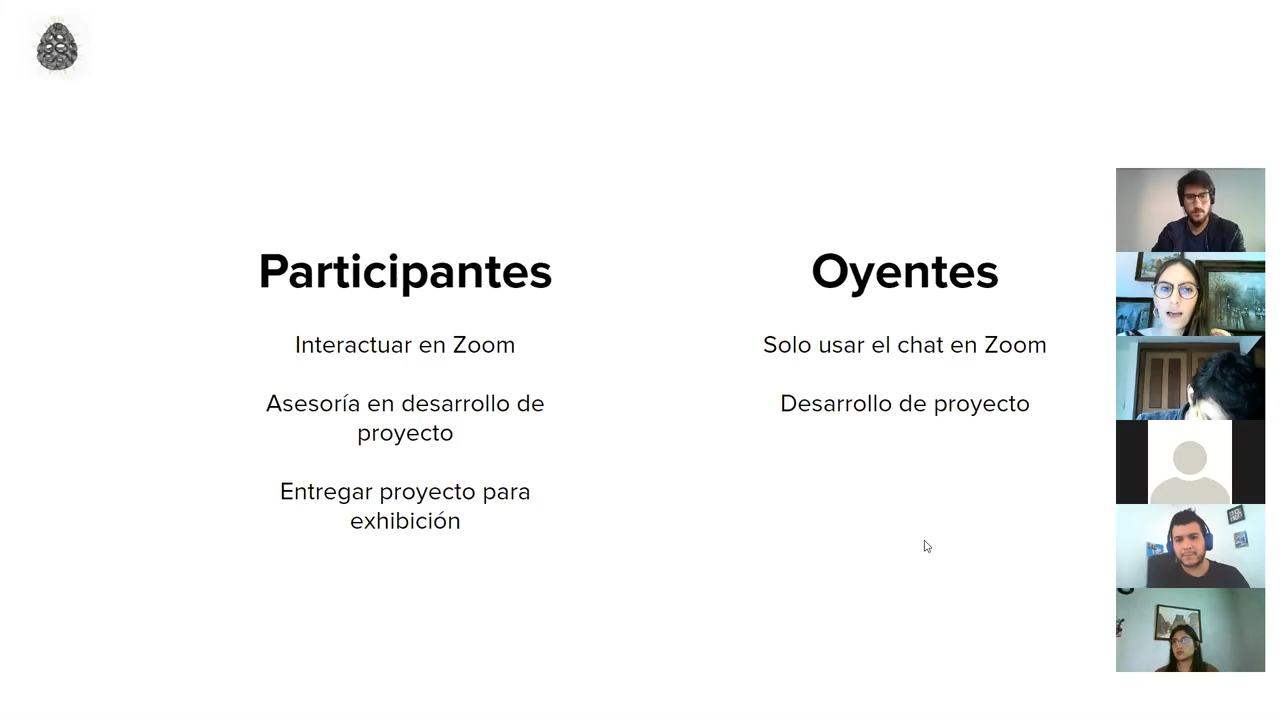 Participantes
Interactuar en Zoom
Asesoría en desarrollo de
proyecto
Entregar proyecto para
exhibición
Oyentes
Solo usar el chat en Zoom
Desarrollo de proyecto